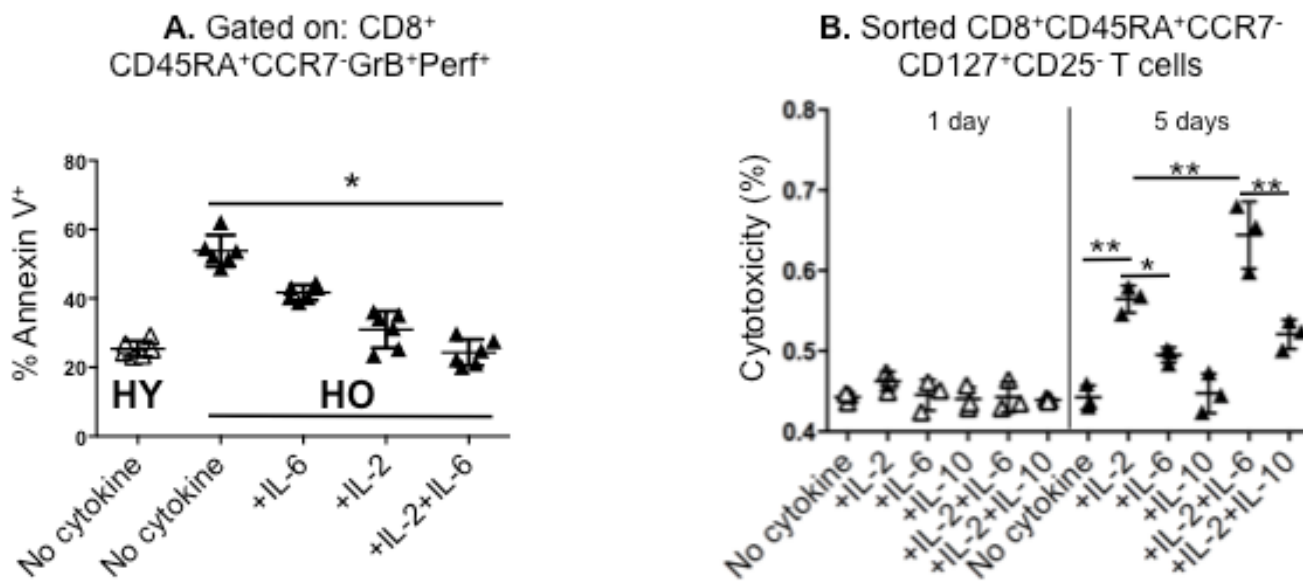 A. Gated on: CD8⁺
CD45RA⁺CCR7⁻GrB⁺Perf⁺
% Annexin V⁺
80
60
40
20
0
*
HY
HO
No cytokine
No cytokine
+IL-6
+IL-2
+IL-2+IL-6
B. Sorted CD8⁺CD45RA⁺CCR7⁻
CD127⁺CD25⁻ T cells
Cytotoxicity (%)
0.8
0.7
0.6
0.5
0.4
1 day
5 days
**
**
**
*
No cytokine
+IL-2
+IL-6
+IL-10
+IL-2+IL-6
+IL-2+IL-10
No cytokine
+IL-2
+IL-6
+IL-10
+IL-2+IL-6
+IL-2+IL-10